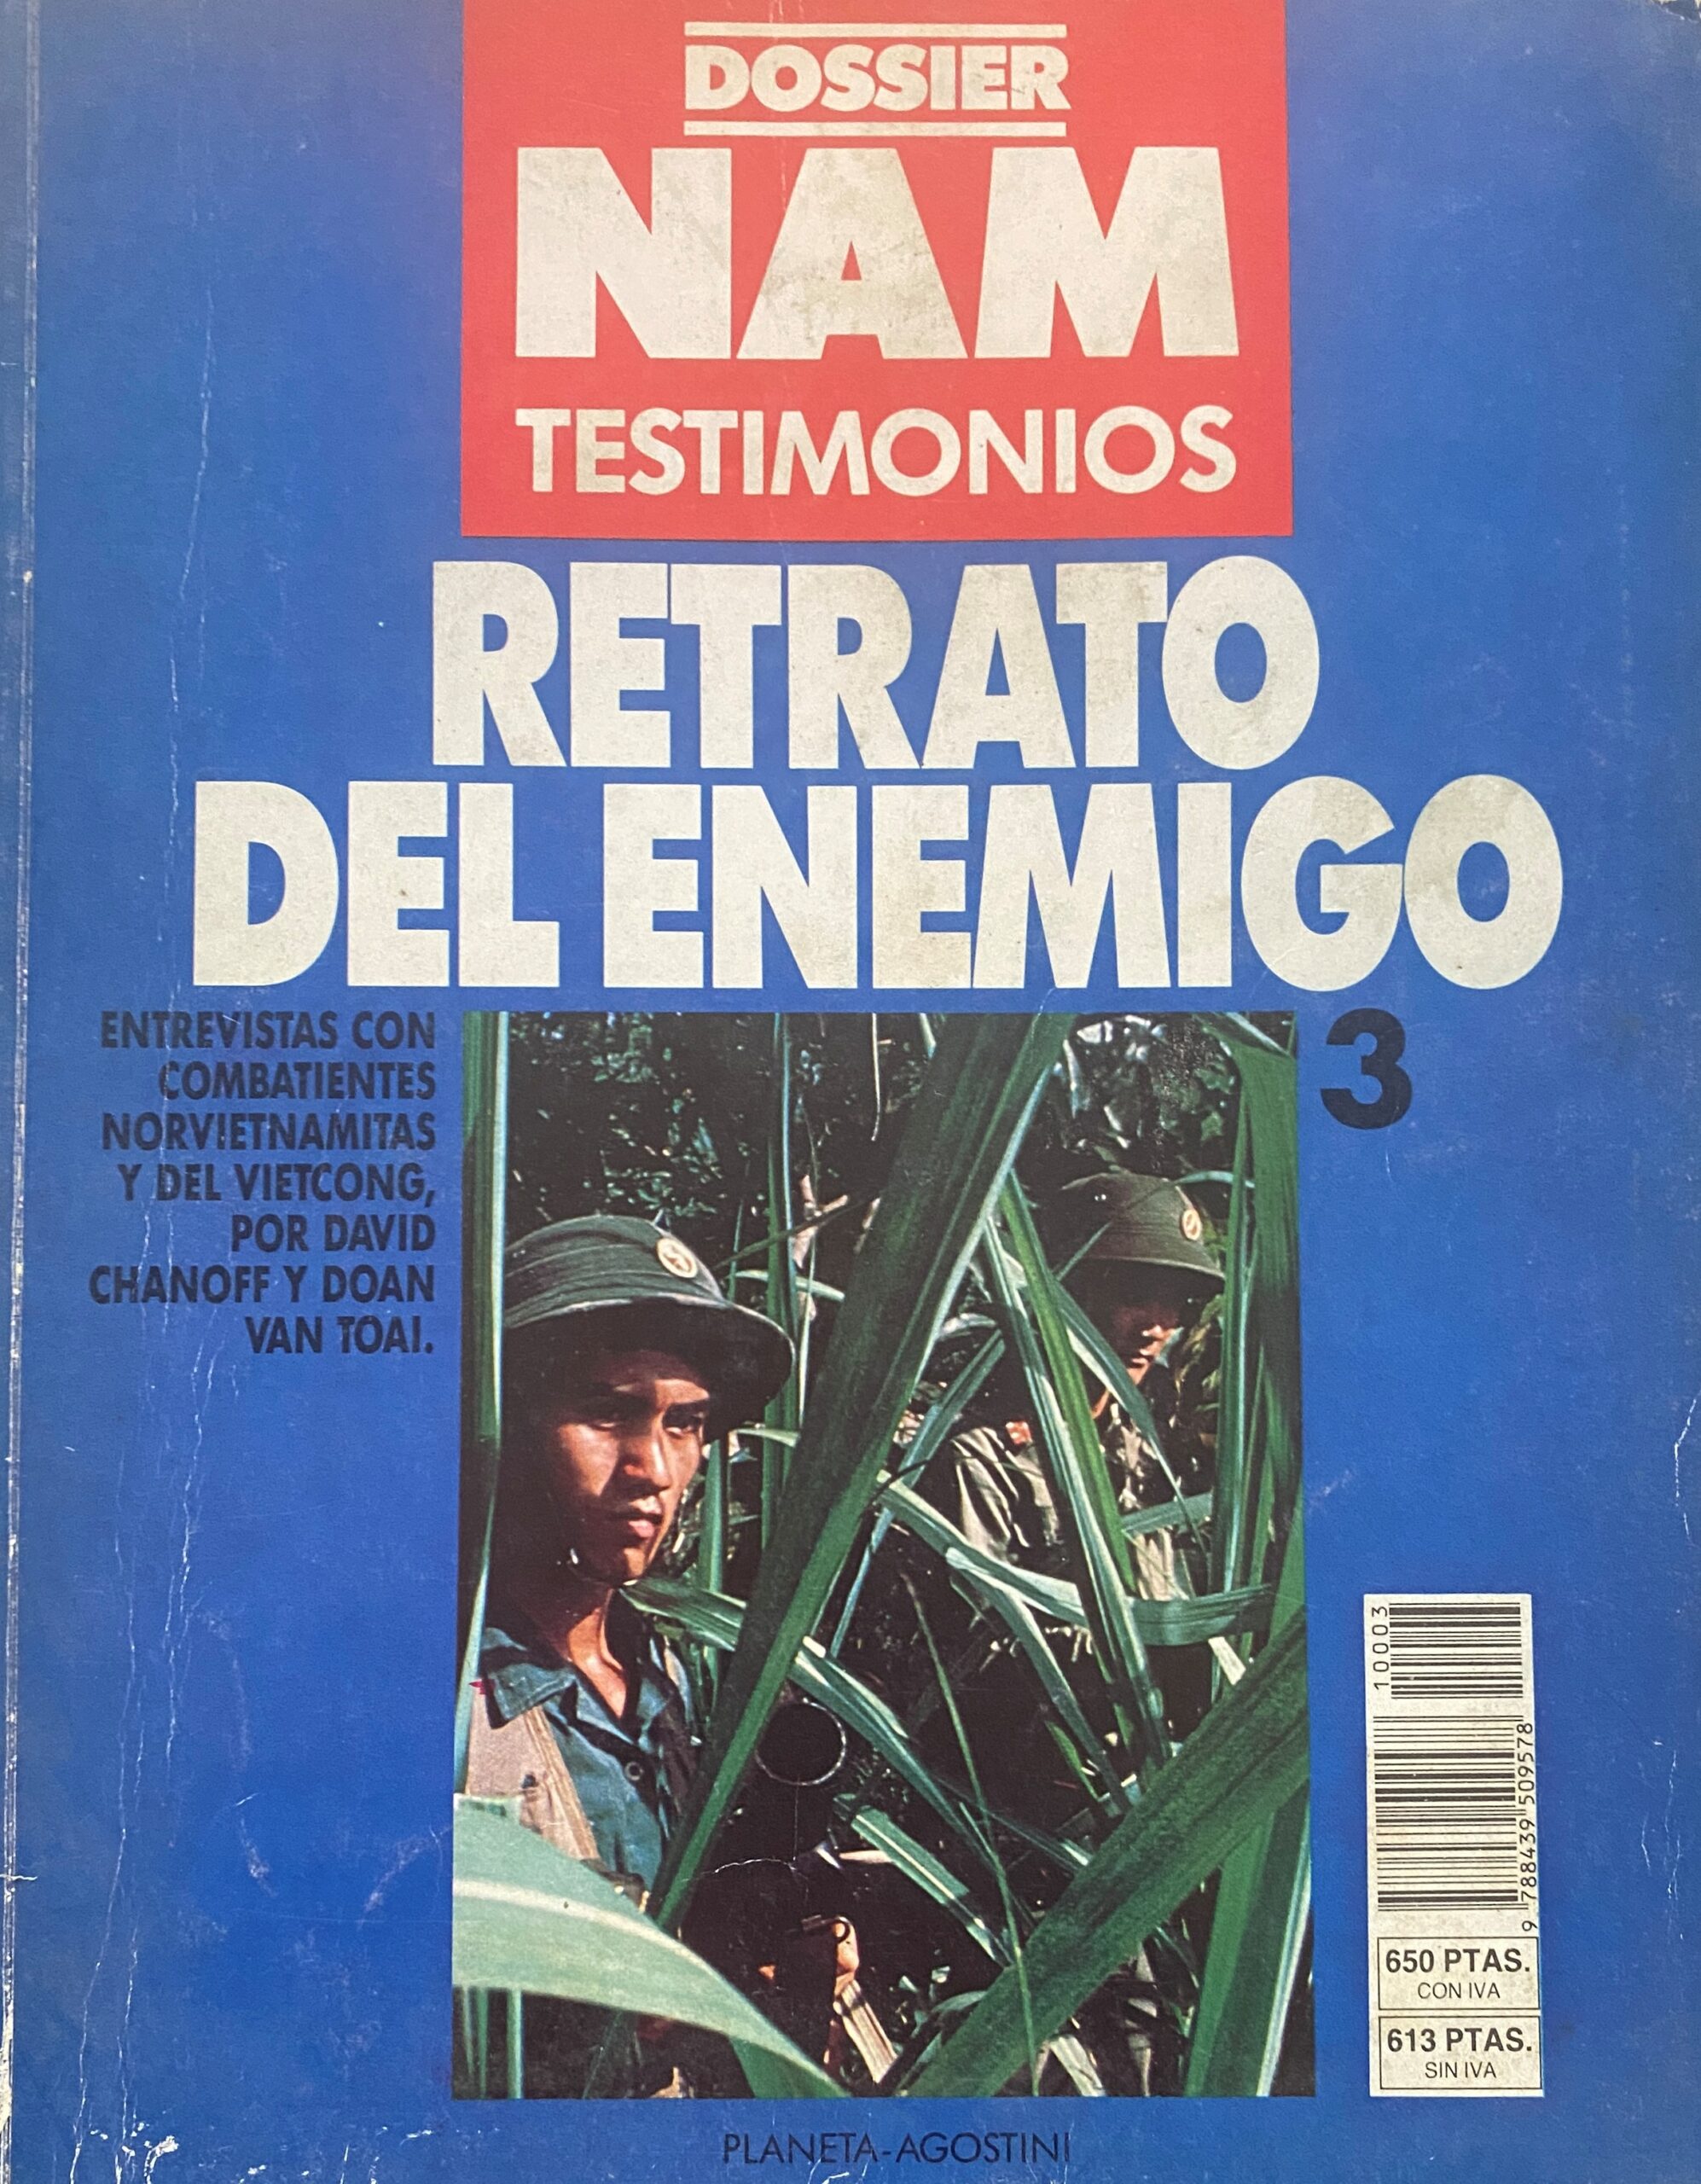 DOSSIER
NAM
TESTIMONIOS
RETRATO
DEL ENEMIGO
ENTREVISTAS CON
COMBATIENTES
NORVIETNAMITAS
Y DEL VIETCONG,
POR DAVID
CHANOFF Y DOAN
VAN TOAI.
3
10003
9 788439 509578
650 PTAS.
CON IVA
613 PTAS.
SIN IVA
PLANETA-AGOSTINI